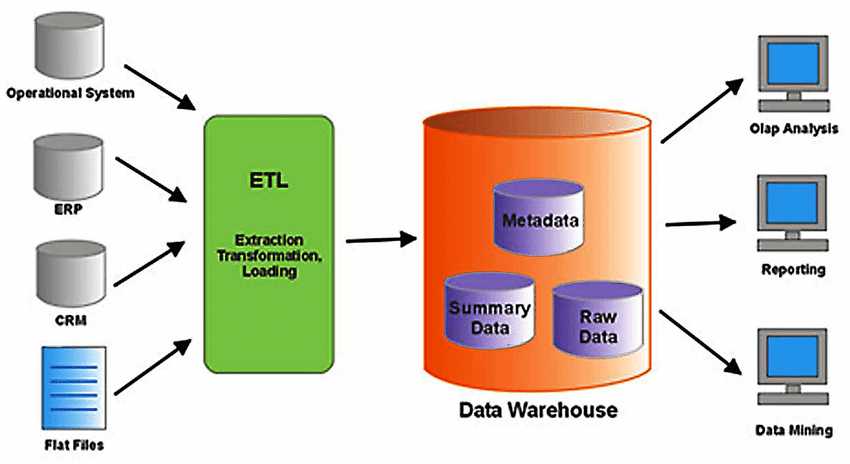 Operational System
ERP
CRM
Flat Files
ETL
Extraction
Transformation,
Loading
Metadata
Summary
Data
Raw
Data
Data Warehouse
Olap Analysis
Reporting
Data Mining